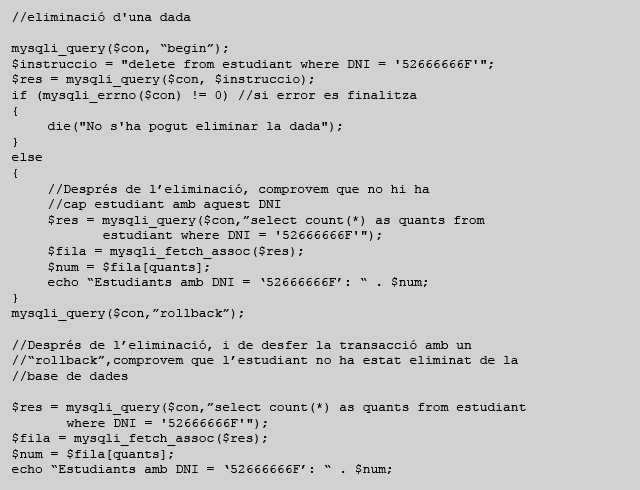 //eliminació d'una dada
mysqli_query($con, “begin”);
$instruccio = "delete from estudiant where DNI = '52666666F'";
$res = mysqli_query($con, $instruccio);
if (mysqli_errno($con) != 0) //si error es finalitza
{
die("No s'ha pogut eliminar la dada");
}
else
{
//Després de l’eliminació, comprovem que no hi ha
//cap estudiant amb aquest DNI
$res = mysqli_query($con,”select count(*) as quants from
estudiant where DNI = '52666666F'");
$fila = mysqli_fetch_assoc($res);
$num = $fila[quants];
echo “Estudiants amb DNI = ‘52666666F’: “ . $num;
}
mysqli_query($con,”rollback”);
//Després de l’eliminació, i de desfer la transacció amb un
//“rollback”,comprovem que l’estudiant no ha estat eliminat de la
//base de dades
$res = mysqli_query($con,”select count(*) as quants from estudiant
where DNI = '52666666F'");
$fila = mysqli_fetch_assoc($res);
$num = $fila[quants];
echo “Estudiants amb DNI = ‘52666666F’: “ . $num;